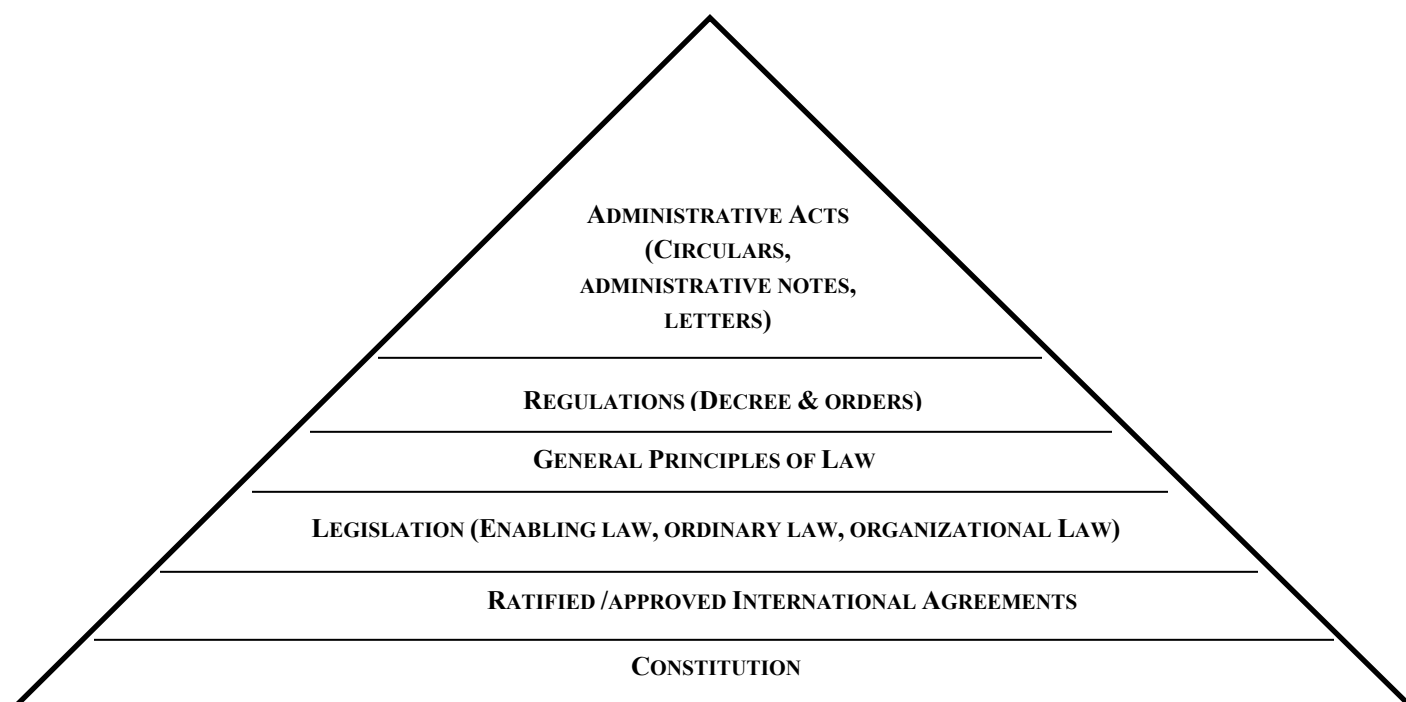 ADMINISTRATIVE ACTS
(CIRCULARS,
ADMINISTRATIVE NOTES,
LETTERS)
REGULATIONS (DECREE & ORDERS)
GENERAL PRINCIPLES OF LAW
LEGISLATION (ENABLING LAW, ORDINARY LAW, ORGANIZATIONAL LAW)
RATIFIED /APPROVED INTERNATIONAL AGREEMENTS
CONSTITUTION